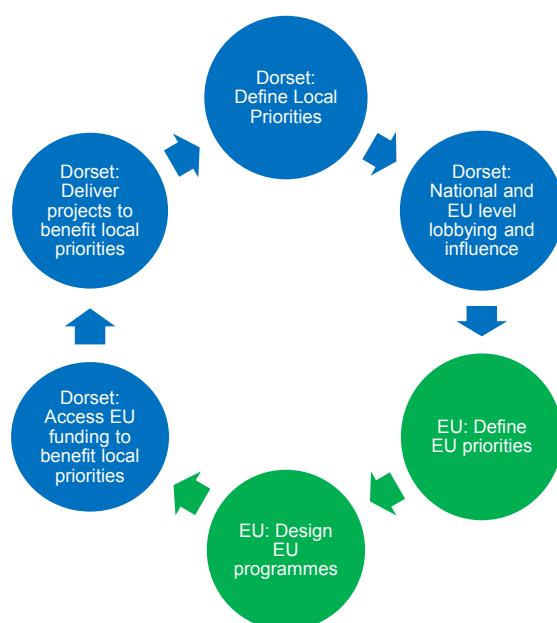 Dorset:
Define Local
Priorities
Dorset:
National and
EU level
lobbying and
influence
EU: Define
EU priorities
EU: Design
EU
programmes
Dorset:
Access EU
funding to
benefit local
priorities
Dorset:
Deliver
projects to
benefit local
priorities